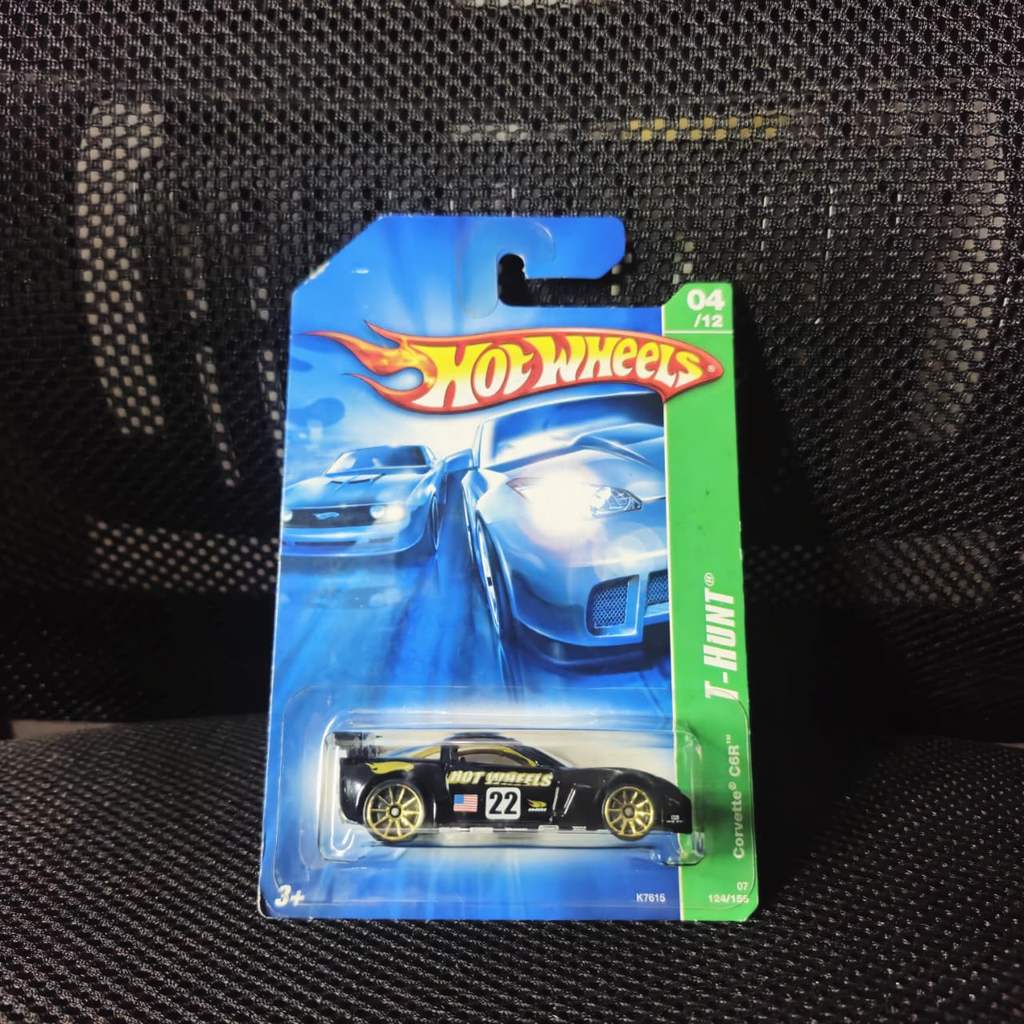 04
/12
HOT WHEELS®
T-HUNT®
Corvette® C6R™
HOT WHEELS
22
3+
K7615
07
124/156